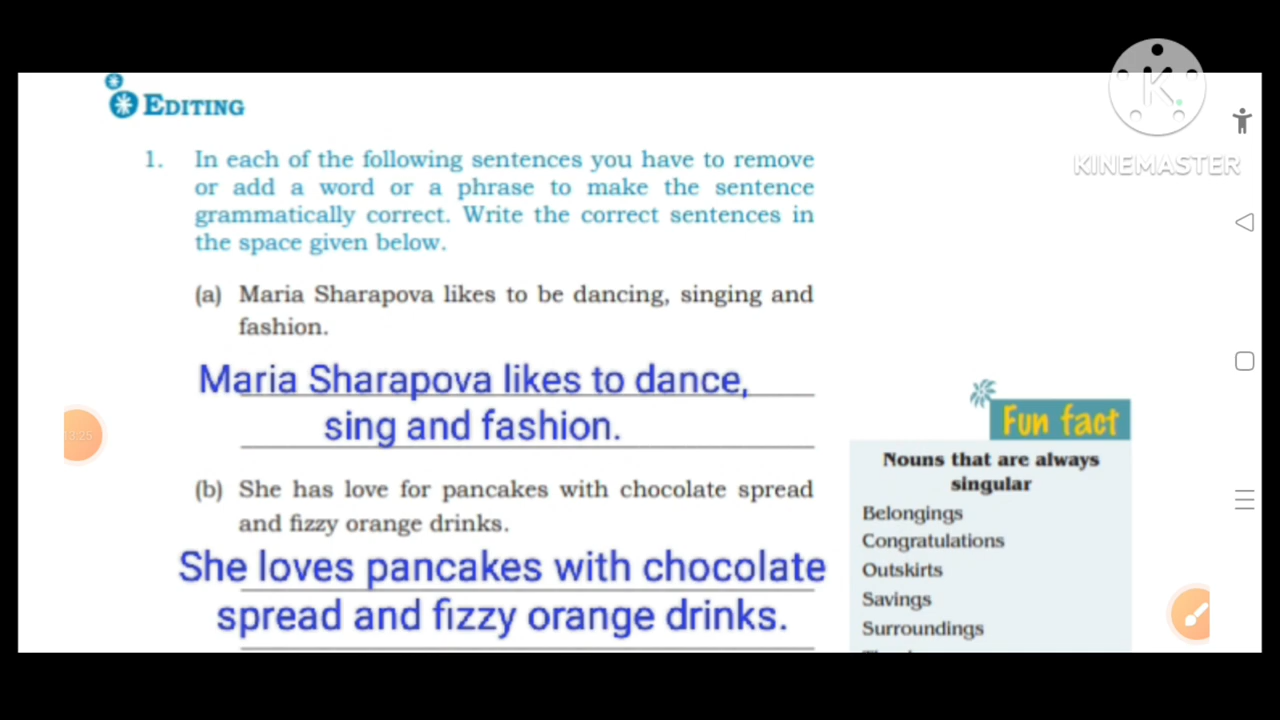 KINEMASTER
EDITING
1. In each of the following sentences you have to remove
or add a word or a phrase to make the sentence
grammatically correct. Write the correct sentences in
the space given below.
(a) Maria Sharapova likes to be dancing, singing and
fashion.
Maria Sharapova likes to dance,
sing and fashion.
(b) She has love for pancakes with chocolate spread
and fizzy orange drinks.
She loves pancakes with chocolate
spread and fizzy orange drinks.
Fun fact
Nouns that are always
singular
Belongings
Congratulations
Outskirts
Savings
Surroundings